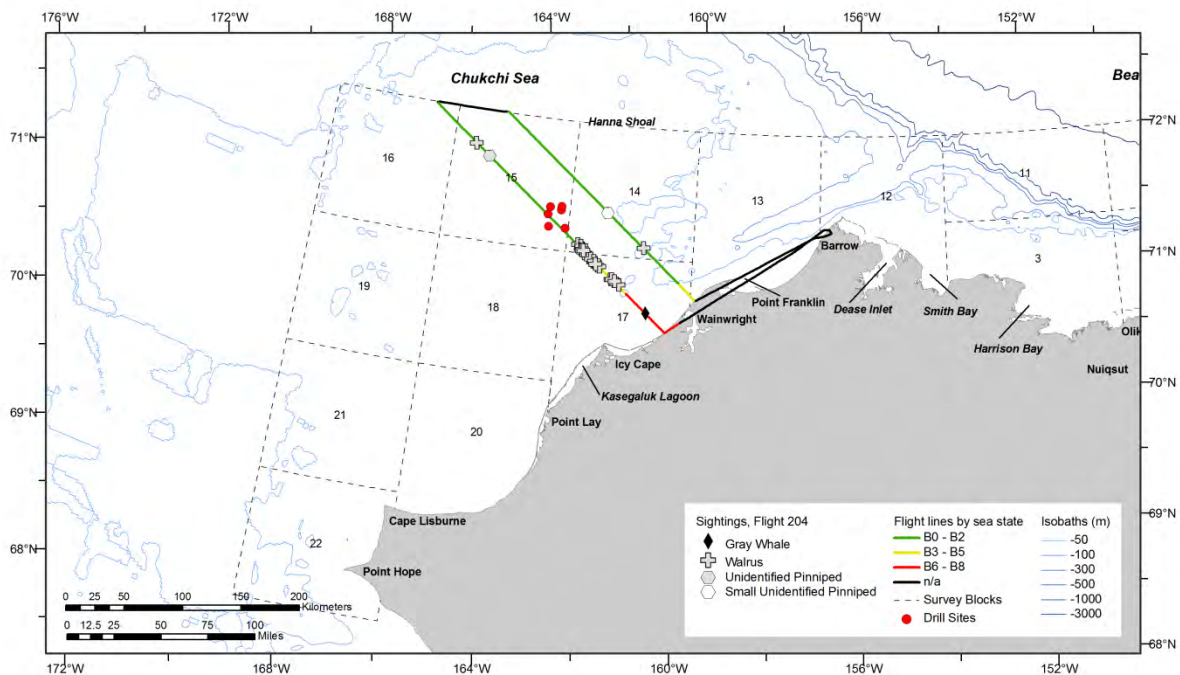 176°W 168°W 164°W 160°W 156°W 152°W
Chukchi Sea
Bea
72°N
71°N
Hanna Shoal
16
15
14
13
12
11
3
71°N
Barrow
70°N
19
18
17
Wainwright
Point Franklin
Dease Inlet
Smith Bay
Harrison Bay
Olik
Nuiqsut
70°N
Icy Cape
Kasegaluk Lagoon
69°N
21
20
Point Lay
Cape Lisburne
69°N
68°N
22
Point Hope
68°N
0 25 50 100 150 200
Kilometers
0 12.5 25 50 75 100
Miles
Sightings, Flight 204
Gray Whale
Walrus
Unidentified Pinniped
Small Unidentified Pinniped
Flight lines by sea state
B0 - B2
B3 - B5
B6 - B8
n/a
Survey Blocks
Drill Sites
Isobaths (m)
-50
-100
-300
-500
-1000
-3000
172°W 168°W 164°W 160°W 156°W 152°W